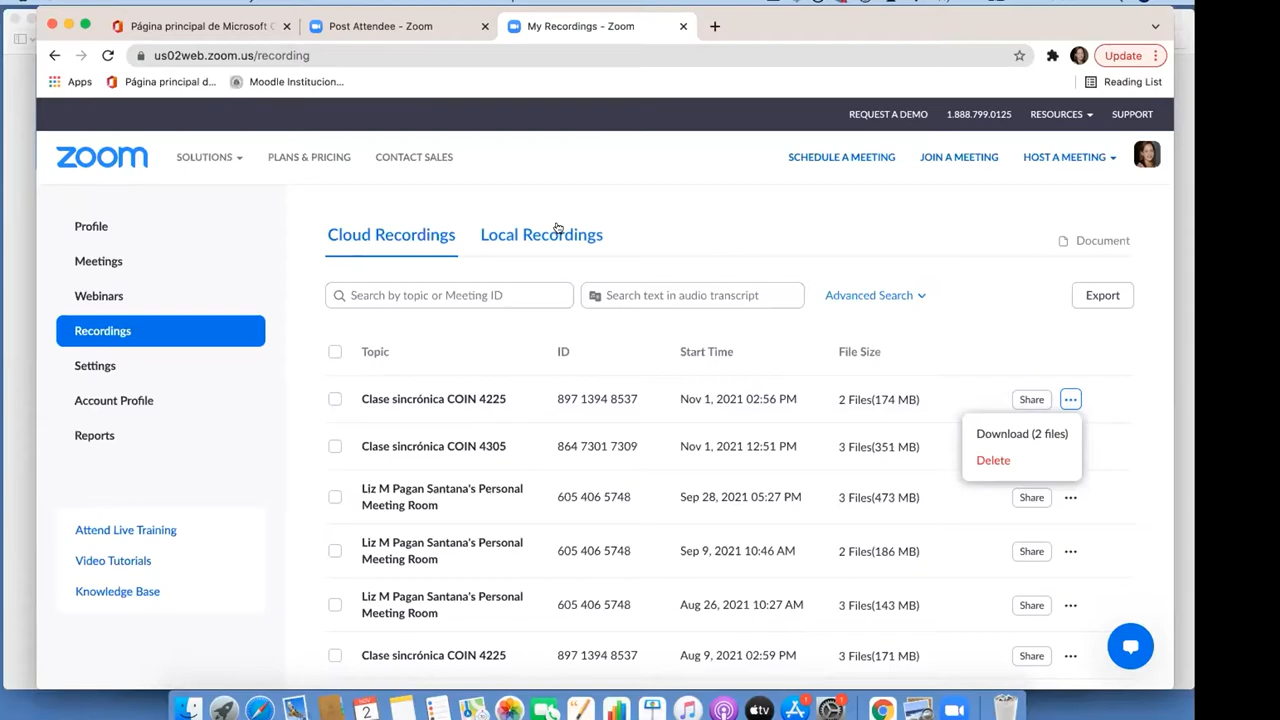 Página principal de Microsoft
Post Attendee - Zoom
My Recordings - Zoom
us02web.zoom.us/recording
Update
Apps
Página principal d...
Moodle Institucion...
Reading List
REQUEST A DEMO
1.888.799.0125
RESOURCES
SUPPORT
zoom
SOLUTIONS
PLANS & PRICING
CONTACT SALES
SCHEDULE A MEETING
JOIN A MEETING
HOST A MEETING
Profile
Meetings
Webinars
Recordings
Settings
Account Profile
Reports
Attend Live Training
Video Tutorials
Knowledge Base
Cloud Recordings
Local Recordings
Document
Search by topic or Meeting ID
Search text in audio transcript
Advanced Search
Export
Topic ID Start Time File Size
Clase sincrónica COIN 4225 897 1394 8537 Nov 1, 2021 02:56 PM 2 Files(174 MB) Share
Download (2 files)
Delete
Clase sincrónica COIN 4305 864 7301 7309 Nov 1, 2021 12:51 PM 3 Files(351 MB)
Liz M Pagan Santana's Personal
Meeting Room
605 406 5748 Sep 28, 2021 05:27 PM 3 Files(473 MB) Share
Liz M Pagan Santana's Personal
Meeting Room
605 406 5748 Sep 9, 2021 10:46 AM 2 Files(186 MB) Share
Liz M Pagan Santana's Personal
Meeting Room
605 406 5748 Aug 26, 2021 10:27 AM 3 Files(143 MB) Share
Clase sincrónica COIN 4225 897 1394 8537 Aug 9, 2021 02:59 PM 3 Files(171 MB) Share
2
tv
1
1